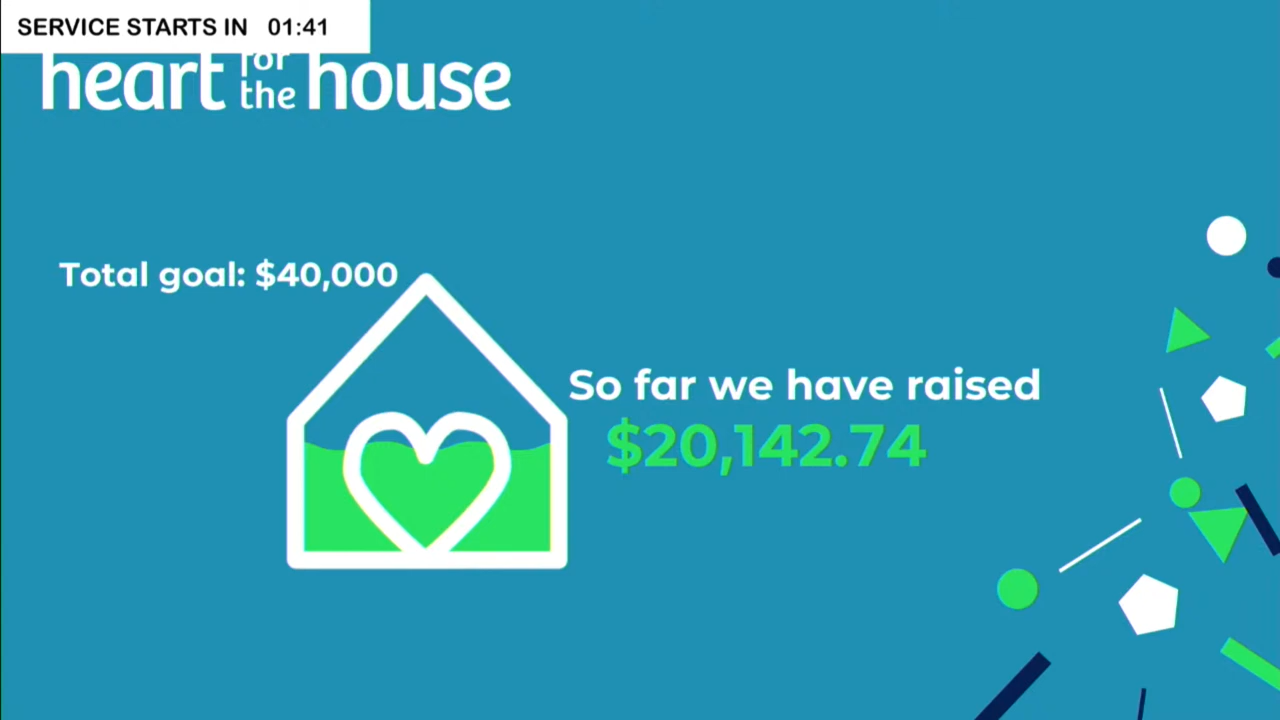 SERVICE STARTS IN 01:41
heart for the house
Total goal: $40,000
So far we have raised
$20,142.74